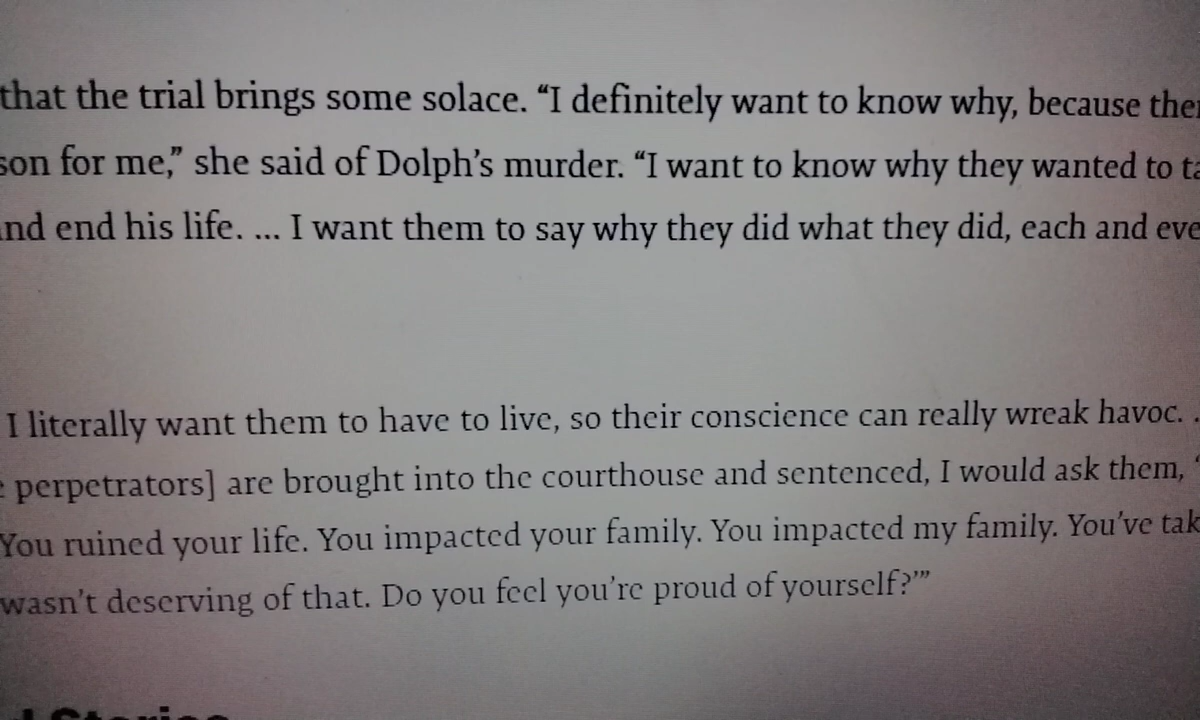 that the trial brings some solace. “I definitely want to know why, because
son for me,” she said of Dolph’s murder. “I want to know why they wanted to
end his life. ... I want them to say why they did what they did, each and
I literally want them to have to live, so their conscience can really wreak havoc. .
perpetrators] are brought into the courthouse and sentenced, I would ask them, ‘
You ruined your life. You impacted your family. You impacted my family. You’ve
wasn’t deserving of that. Do you feel you’re proud of yourself?’”
Stories